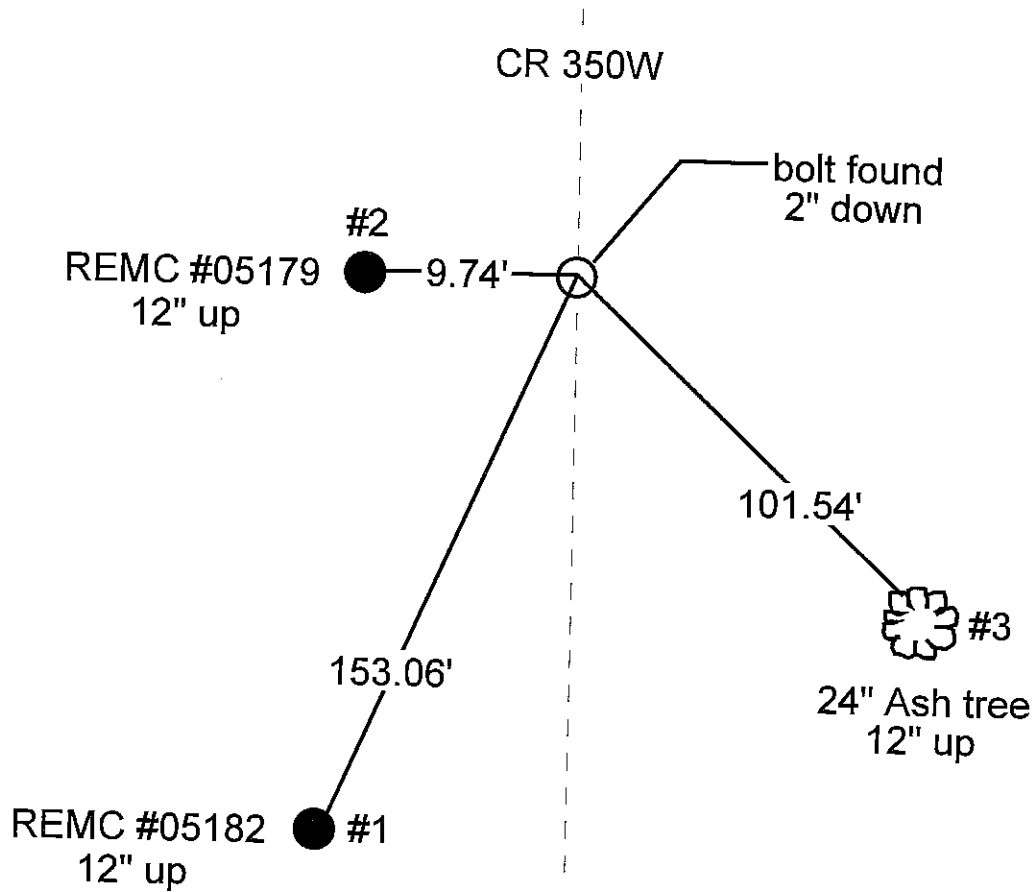 CR 350W
bolt found
2" down
#2
REMC #05179
12" up
9.74'
101.54'
#3
153.06'
24" Ash tree
12" up
REMC #05182
#1
12" up